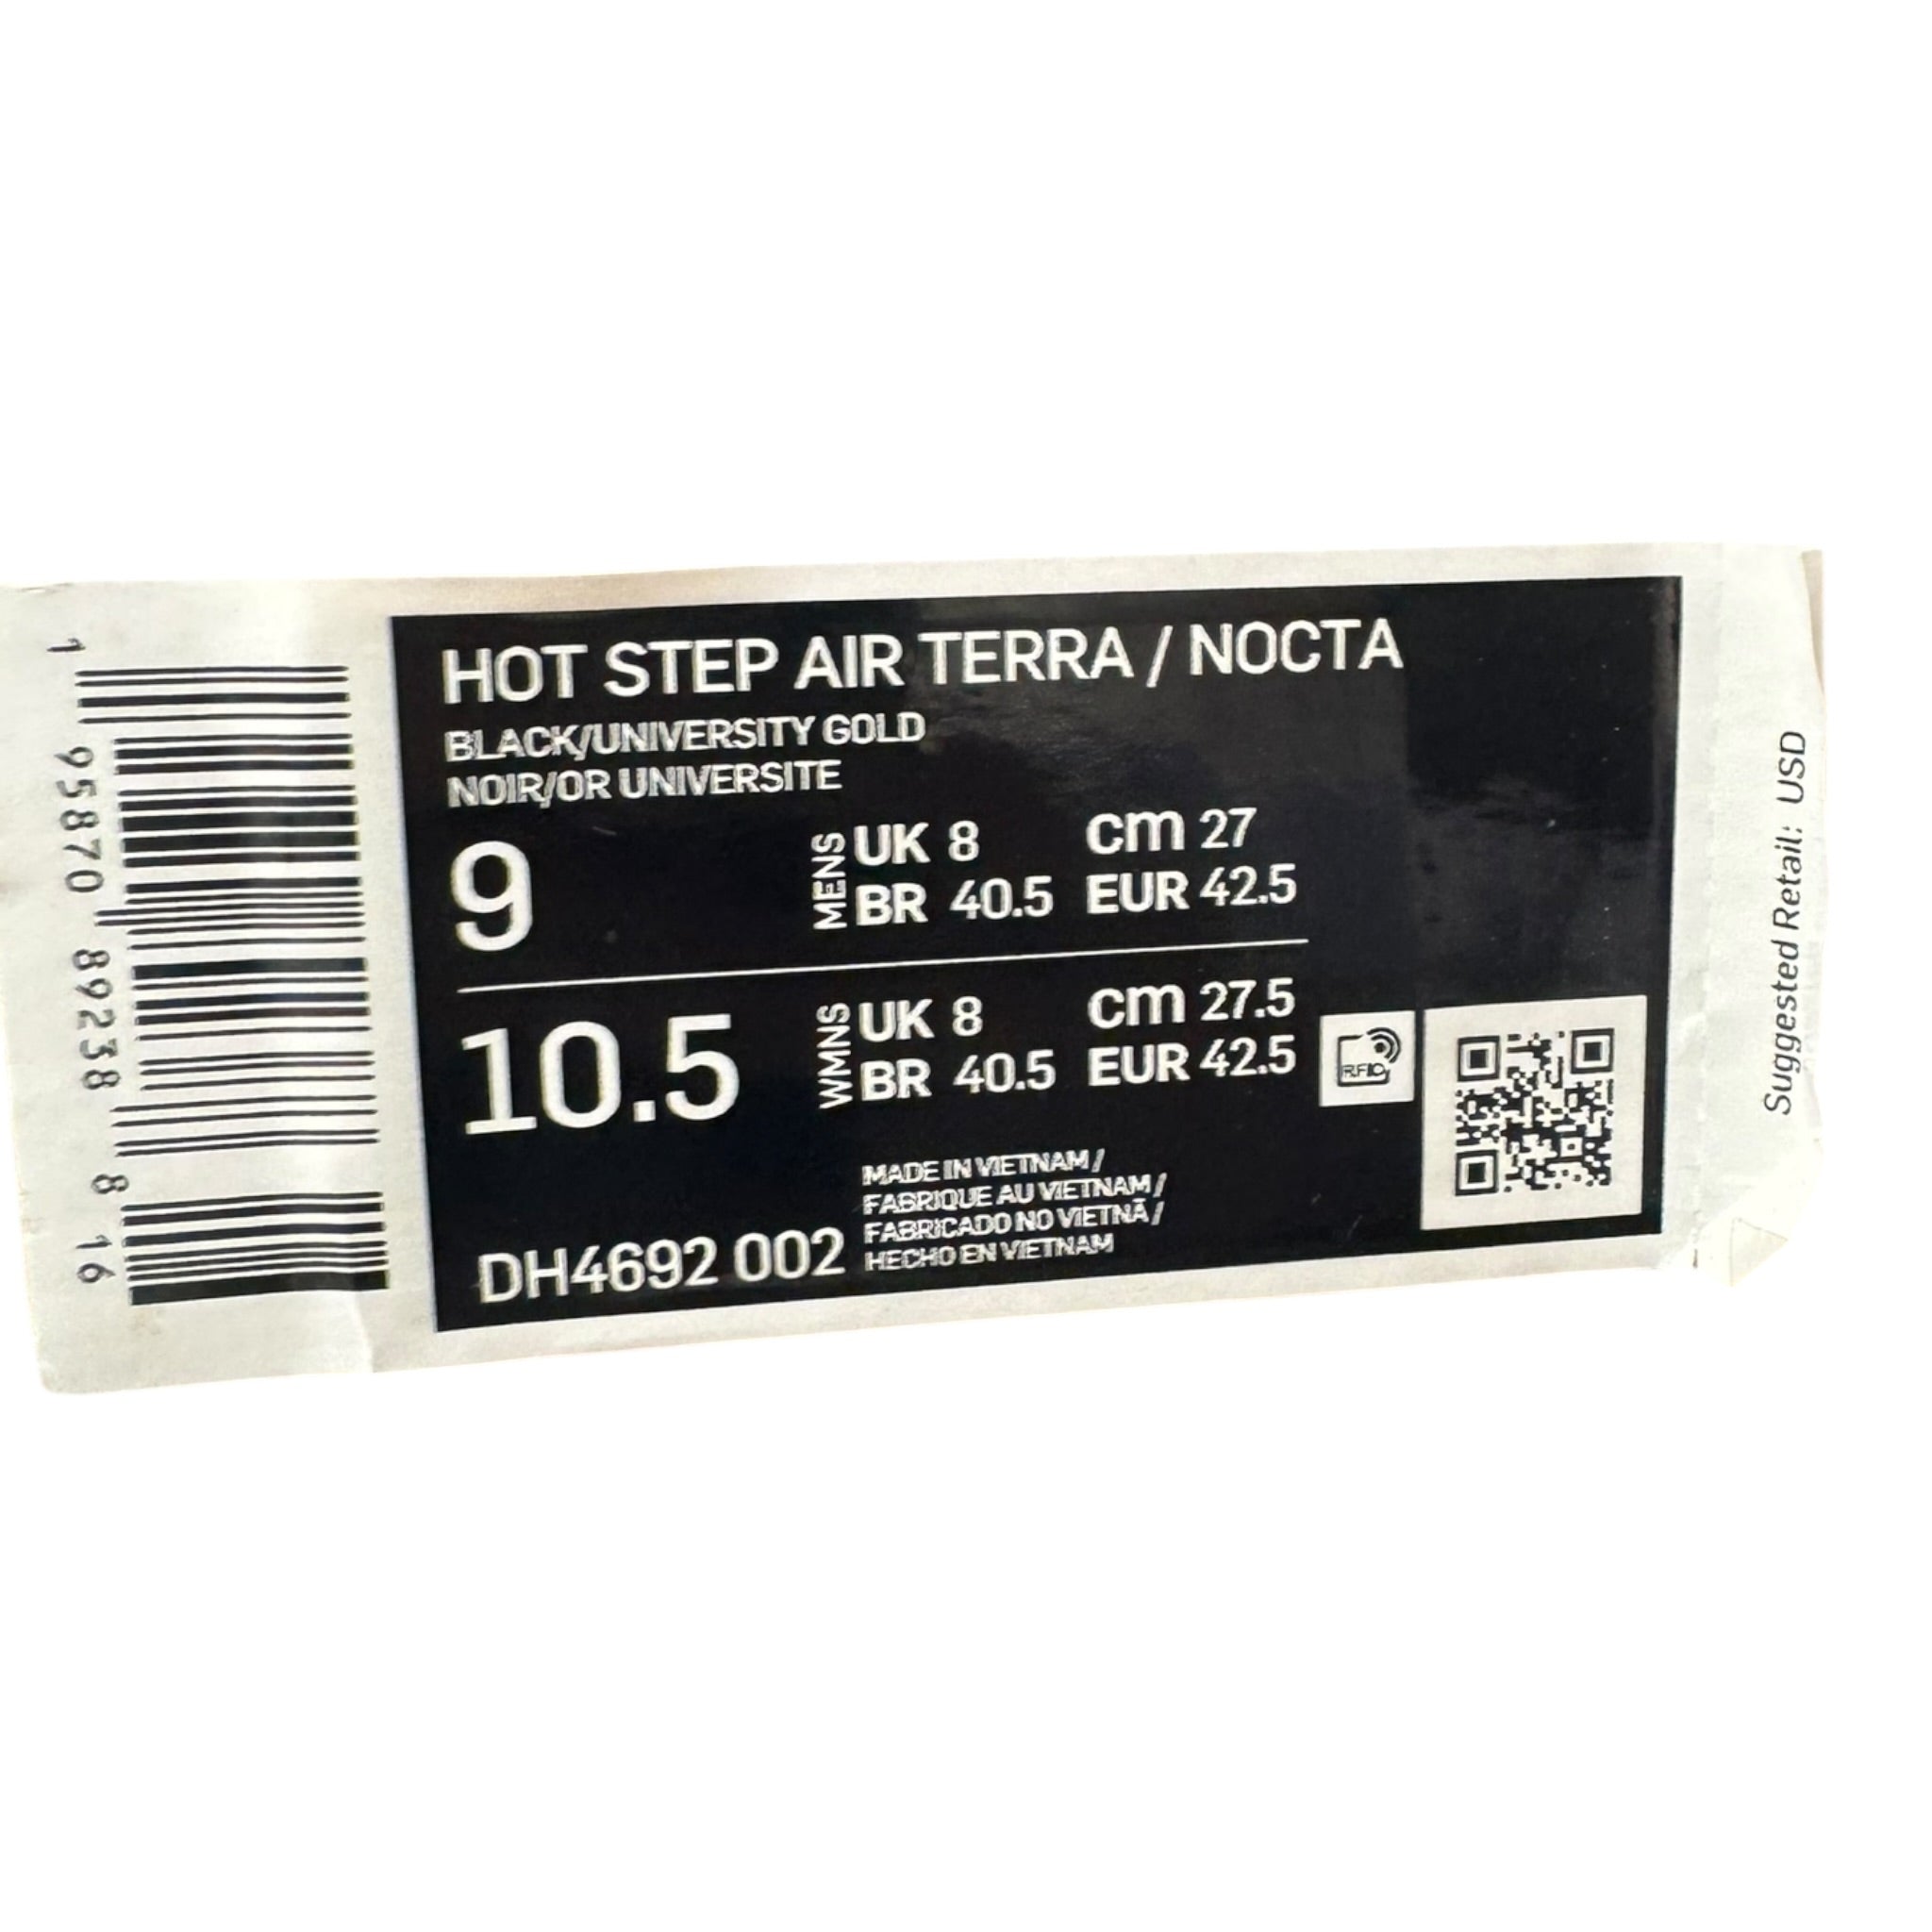 HOT STEP AIR TERRA / NOCTA
BLACK/UNIVERSITY GOLD
NOIR/OR UNIVERSITE
9
MENS
UK 8 cm 27
BR 40.5 EUR 42.5
10.5
WMNS
UK 8 cm 27.5
BR 40.5 EUR 42.5
RFID
MADE IN VIETNAM /
FABRIQUE AU VIETNAM /
FABRICADO NO VIETNÃ /
HECHO EN VIETNAM
DH4692 002
1 95870 89238 8 16
Suggested Retail: USD